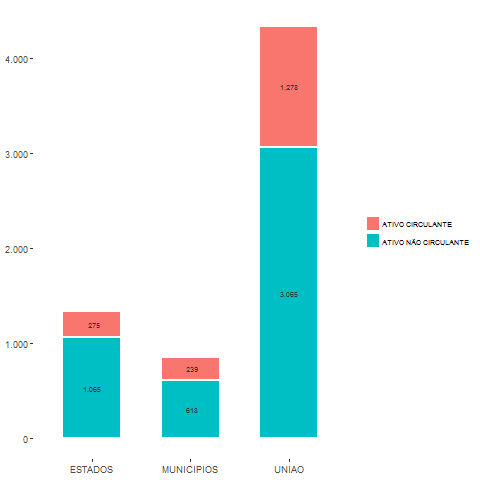 4.000
3.000
2.000
1.000
0
1.278
3.065
275
1.065
239
618
ATIVO CIRCULANTE
ATIVO NÃO CIRCULANTE
ESTADOS
MUNICIPIOS
UNIAO